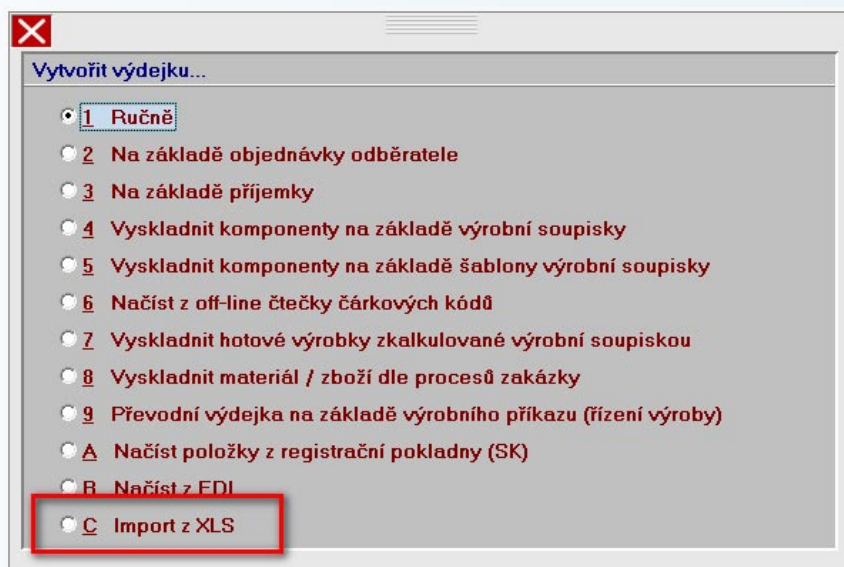 Vytvořit výdejku...
1 Ručně
2 Na základě objednávky odběratele
3 Na základě příjemky
4 Vyskladnit komponenty na základě výrobní soupisky
5 Vyskladnit komponenty na základě šablony výrobní soupisky
6 Načíst z off-line čtečky čárkových kódů
7 Vyskladnit hotové výrobky zkalkulované výrobní soupiskou
8 Vyskladnit materiál / zboží dle procesů zakázky
9 Převodní výdejka na základě výrobního příkazu (řízení výroby)
A Načíst položky z registrační pokladny (SK)
B Načíst z EDI
C Import z XLS